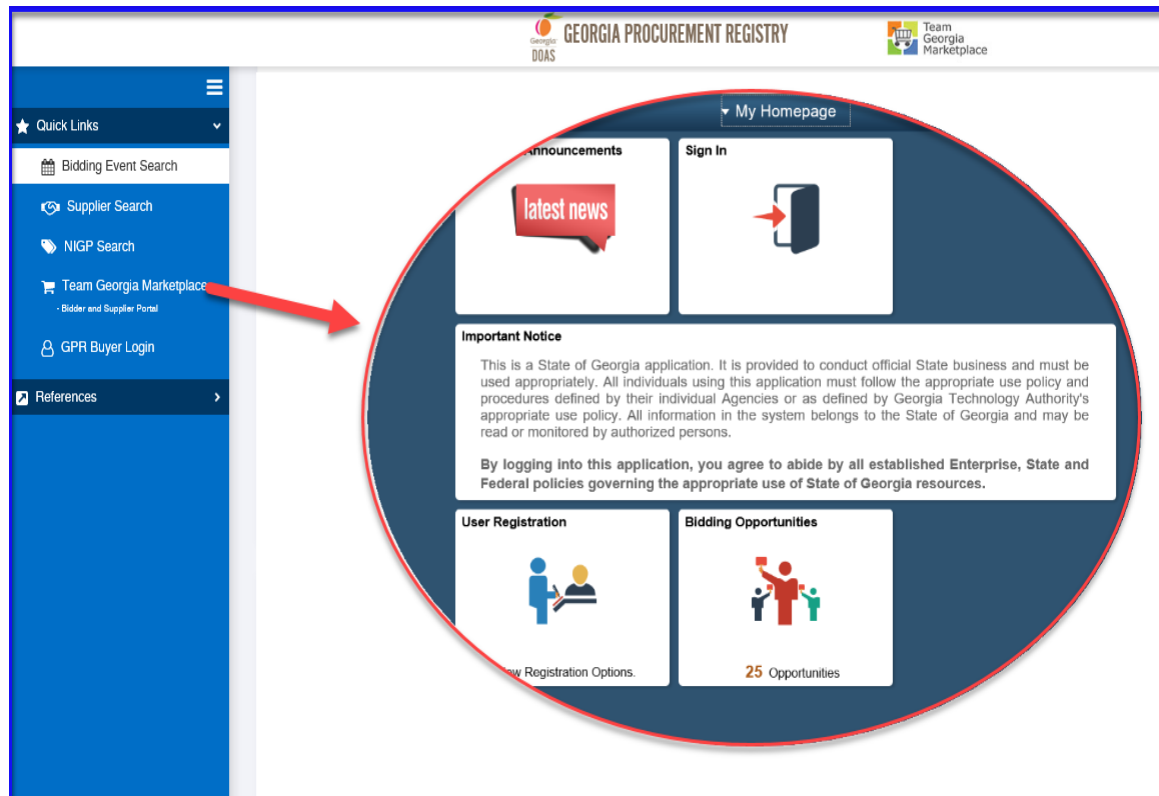 Georgia
DOAS
GEORGIA PROCUREMENT REGISTRY
Team
Georgia
Marketplace
Quick Links
Bidding Event Search
Supplier Search
NIGP Search
Team Georgia Marketplace
- Bidder and Supplier Portal
GPR Buyer Login
References
My Homepage
Announcements
latest news
Sign In
Important Notice
This is a State of Georgia application. It is provided to conduct official State business and must be
used appropriately. All individuals using this application must follow the appropriate use policy and
procedures defined by their individual Agencies or as defined by Georgia Technology Authority's
appropriate use policy. All information in the system belongs to the State of Georgia and may be
read or monitored by authorized persons.
By logging into this application, you agree to abide by all established Enterprise, State and
Federal policies governing the appropriate use of State of Georgia resources.
User Registration
Registration Options.
Bidding Opportunities
25 Opportunities